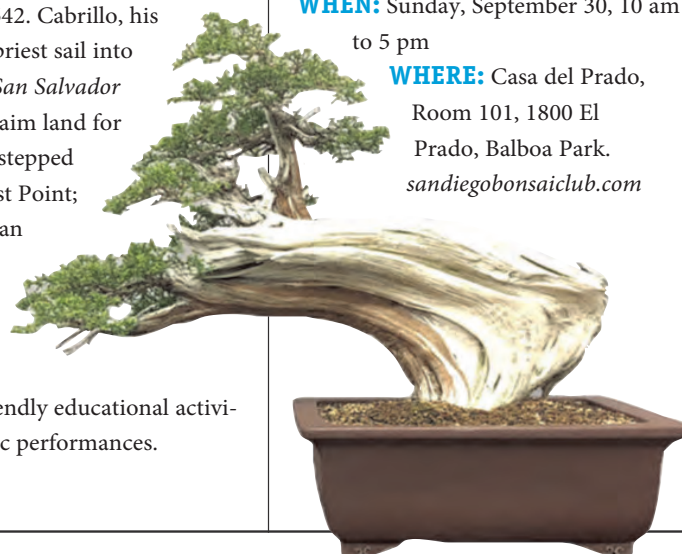 42. Cabrillo, his
priest sail into
San Salvador
aim land for
stepped
st Point;
an
endly educational activi-
c performances.
WHEN: Sunday, September 30, 10 am
to 5 pm
WHERE: Casa del Prado,
Room 101, 1800 El
Prado, Balboa Park.
sandiegobonsaiclub.com